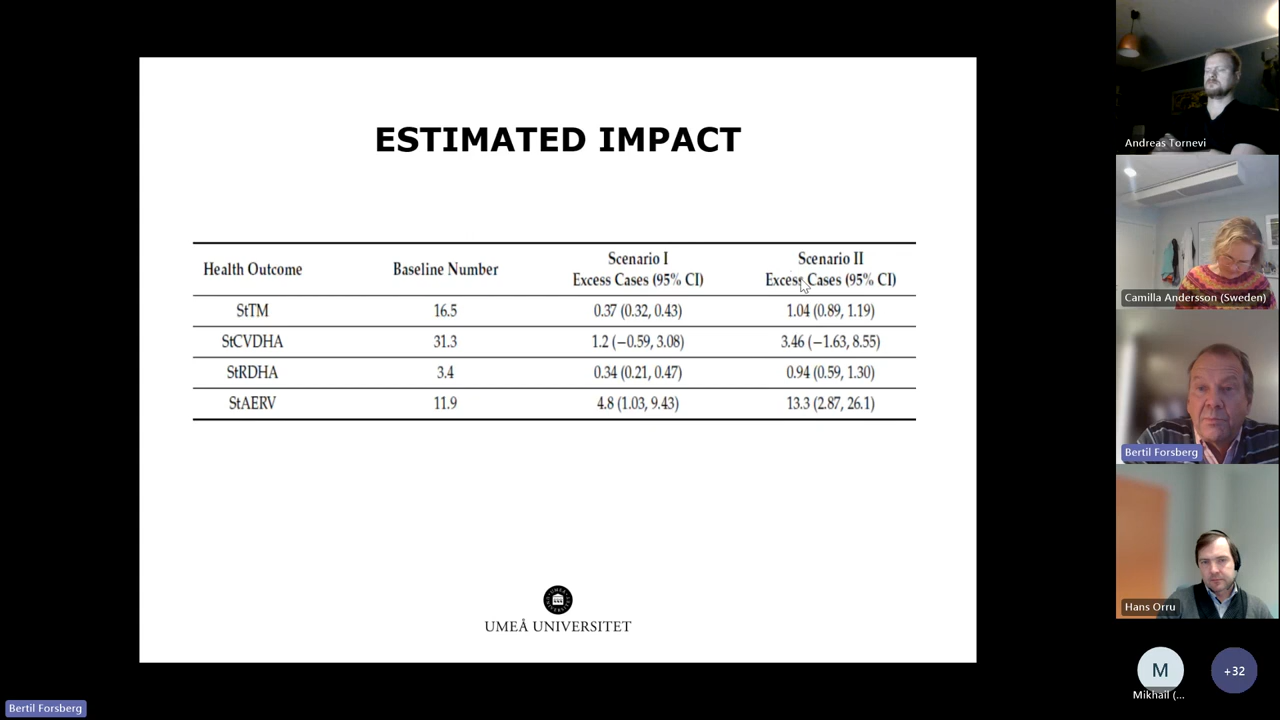 ESTIMATED IMPACT
Health Outcome
Baseline Number
Scenario I
Excess Cases (95% CI)
Scenario II
Excess Cases (95% CI)
StTM 16.5 0.37 (0.32, 0.43) 1.04 (0.89, 1.19)
StCVDHA 31.3 1.2 (−0.59, 3.08) 3.46 (−1.63, 8.55)
StRDHA 3.4 0.34 (0.21, 0.47) 0.94 (0.59, 1.30)
StAERV 11.9 4.8 (1.03, 9.43) 13.3 (2.87, 26.1)
UMEÅ UNIVERSITET
Andreas Tornevi
Camilla Andersson (Sweden)
Bertil Forsberg
Hans Orru
M
Mikhail (...
+32
Bertil Forsberg